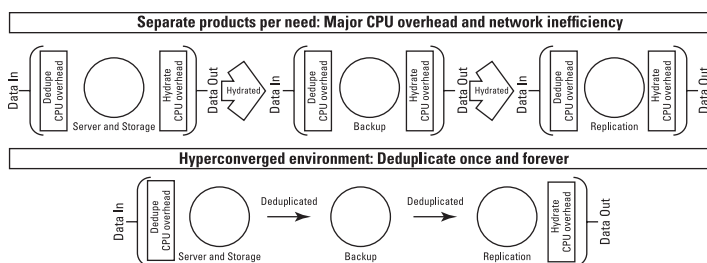 Separate products per need: Major CPU overhead and network inefficiency
Data In
Dedupe
CPU overhead
Server and Storage
Hydrate
CPU overhead
Data Out
Hydrated
Data In
Dedupe
CPU overhead
Backup
Hydrate
CPU overhead
Data Out
Hydrated
Data In
Dedupe
CPU overhead
Replication
Hydrate
CPU overhead
Data Out
Hyperconverged environment: Deduplicate once and forever
Data In
Dedupe
CPU overhead
Server and Storage
Deduplicated
Backup
Deduplicated
Replication
Hydrate
CPU overhead
Data Out